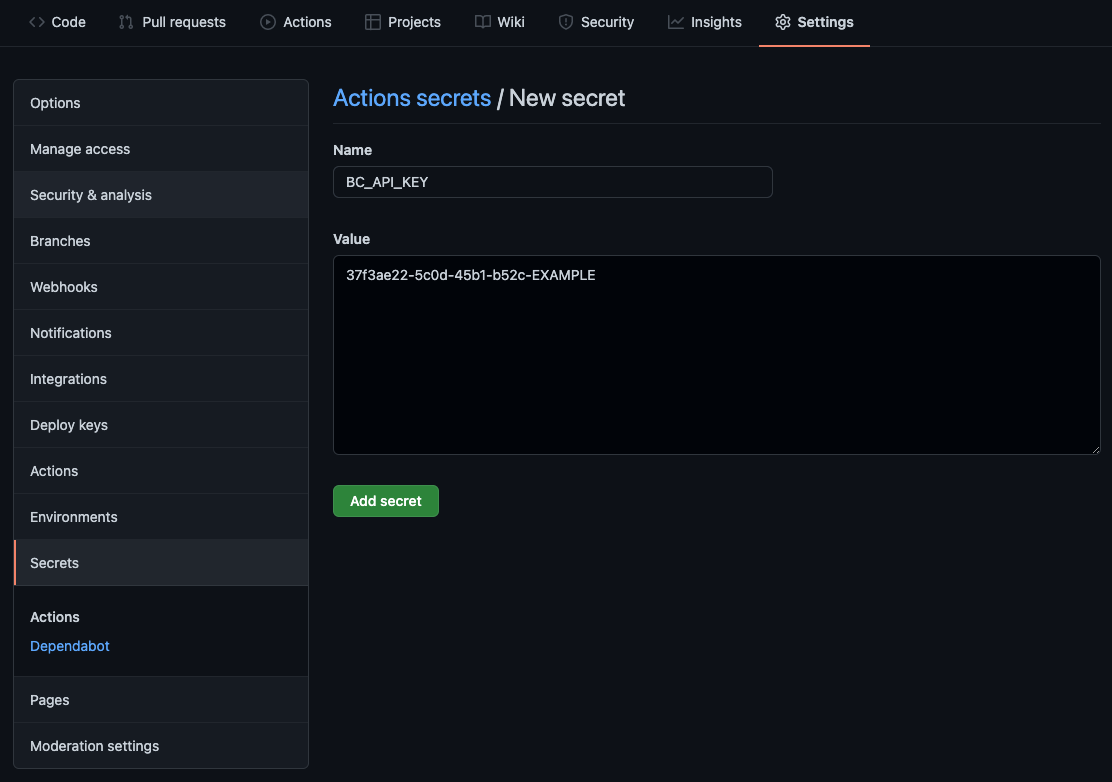 Code Pull requests Actions Projects Wiki Security Insights Settings
Options
Manage access
Security & analysis
Branches
Webhooks
Notifications
Integrations
Deploy keys
Actions
Environments
Secrets
Actions
Dependabot
Pages
Moderation settings
Actions secrets / New secret
Name
BC_API_KEY
Value
37f3ae22-5c0d-45b1-b52c-EXAMPLE
Add secret